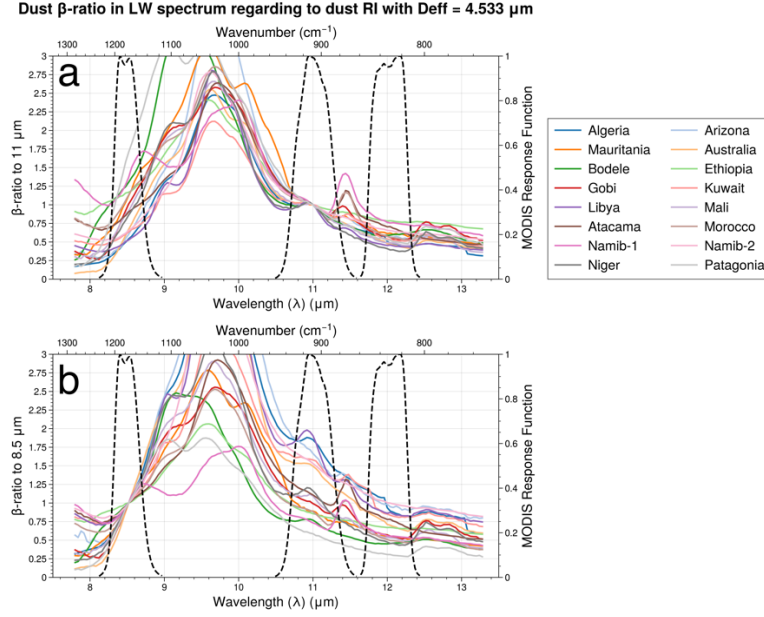 Dust β-ratio in LW spectrum regarding to dust RI with Deff = 4.533 μm
Wavenumber (cm⁻¹)
1300 1200 1100 1000 900 800
a
β-ratio to 11 μm
3
2.75
2.5
2.25
2
1.75
1.5
1.25
1
0.75
0.5
0.25
0
1
0.8
0.6
0.4
0.2
0
MODIS Response Function
8 9 10 11 12 13
Wavelength (λ) (μm)
Algeria Arizona
Mauritania Australia
Bodele Ethiopia
Gobi Kuwait
Libya Mali
Atacama Morocco
Namib-1 Namib-2
Niger Patagonia
Wavenumber (cm⁻¹)
1300 1200 1100 1000 900 800
b
β-ratio to 8.5 μm
3
2.75
2.5
2.25
2
1.75
1.5
1.25
1
0.75
0.5
0.25
0
1
0.8
0.6
0.4
0.2
0
MODIS Response Function
8 9 10 11 12 13
Wavelength (λ) (μm)